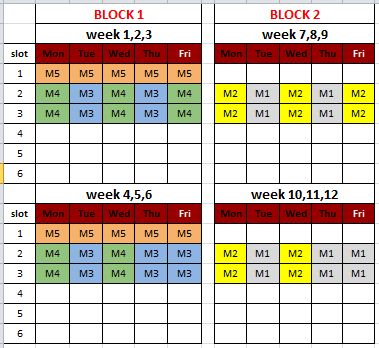 BLOCK 1 BLOCK 2
week 1,2,3 week 7,8,9
slot Mon Tue Wed Thu Fri Mon Tue Wed Thu Fri
1 M5 M5 M5 M5 M5
2 M4 M3 M4 M3 M4 M2 M1 M2 M1 M2
3 M4 M3 M4 M3 M4 M2 M1 M2 M1 M2
4
5
6
week 4,5,6 week 10,11,12
slot Mon Tue Wed Thu Fri Mon Tue Wed Thu Fri
1 M5 M5 M5 M5 M5
2 M4 M3 M4 M3 M3 M2 M1 M2 M1 M1
3 M4 M3 M4 M3 M3 M2 M1 M2 M1 M1
4
5
6